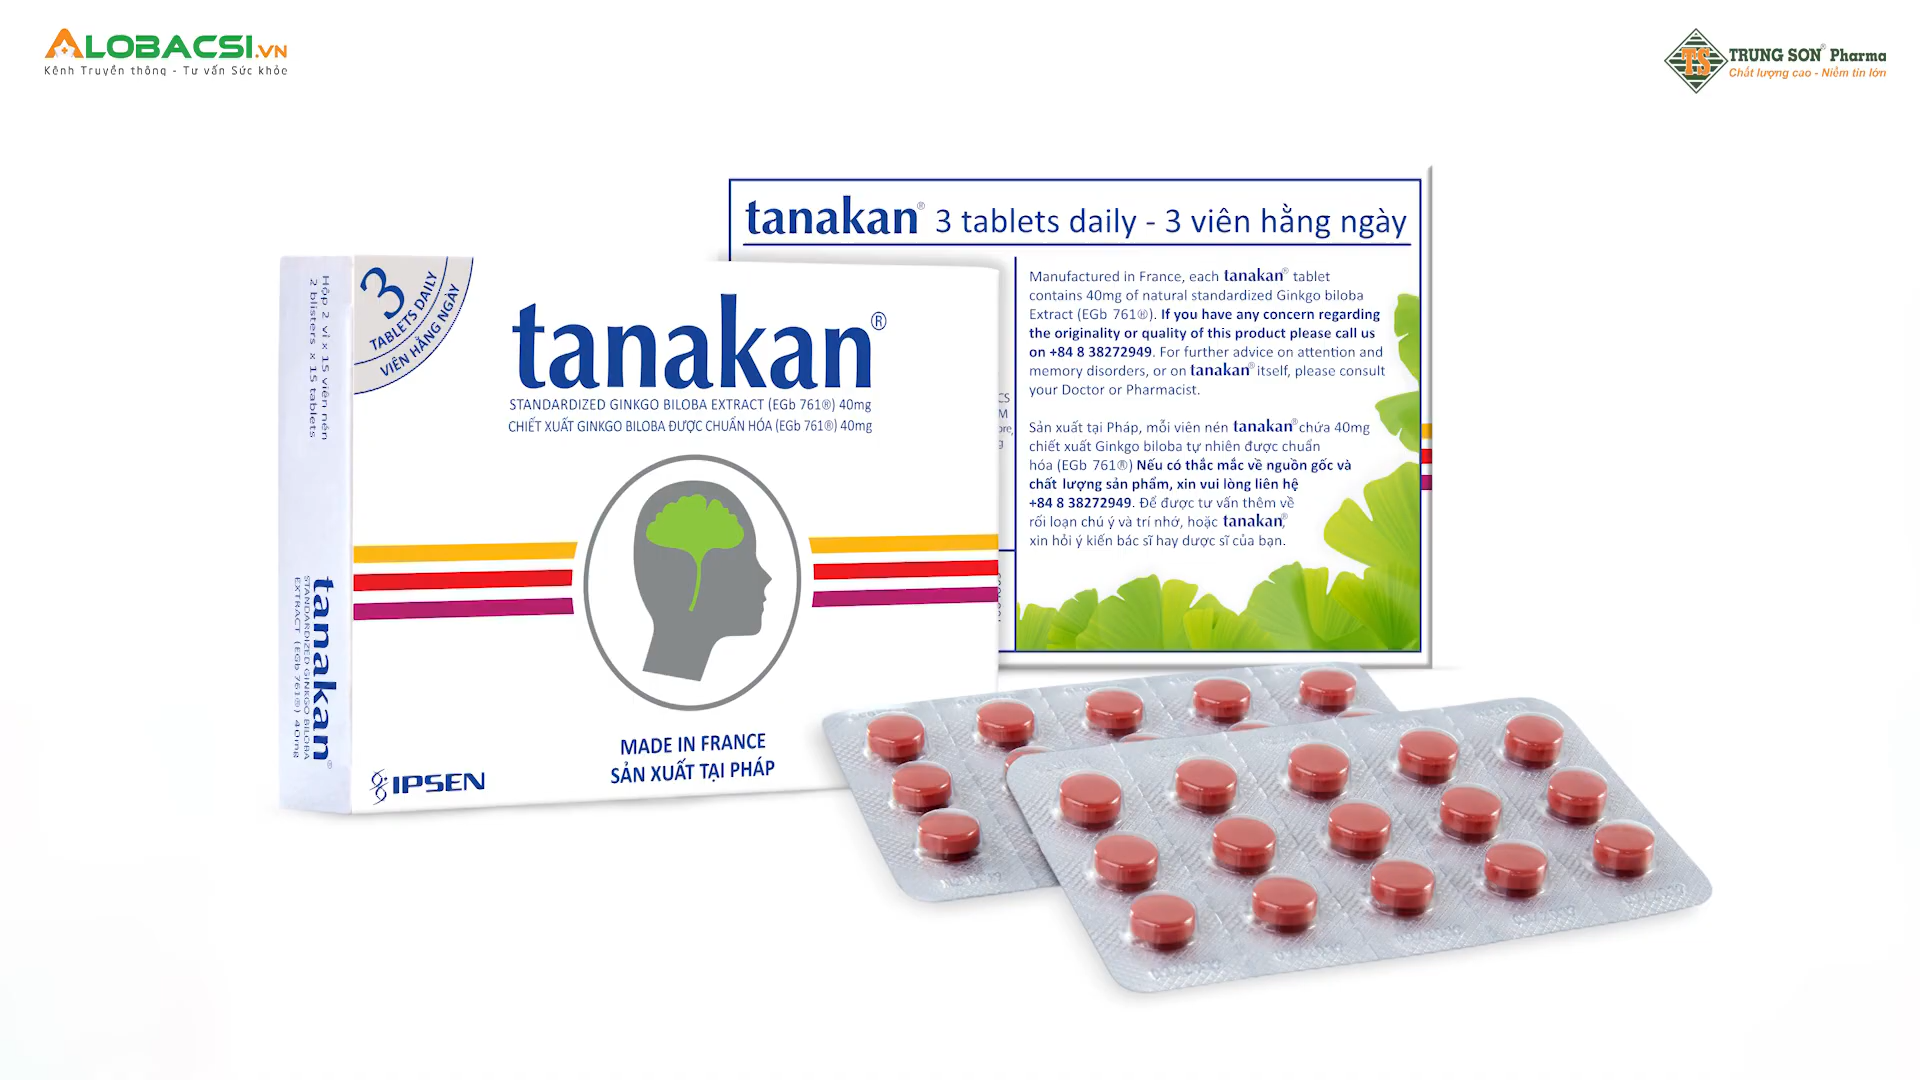 ALOBACSI.VN
Kênh Truyền thông - Tư vấn Sức khỏe
TS
TRUNG SON® Pharma
Chất lượng cao - Niềm tin lớn
tanakan® 3 tablets daily - 3 viên hằng ngày
Manufactured in France, each tanakan® tablet
contains 40mg of natural standardized Ginkgo biloba
Extract (EGb 761®). If you have any concern regarding
the originality or quality of this product please call us
on +84 8 38272949. For further advice on attention and
memory disorders, or on tanakan® itself, please consult
your Doctor or Pharmacist.
Sản xuất tại Pháp, mỗi viên nén tanakan® chứa 40mg
chiết xuất Ginkgo biloba tự nhiên được chuẩn
hóa (EGb 761®) Nếu có thắc mắc về nguồn gốc và
chất lượng sản phẩm, xin vui lòng liên hệ
+84 8 38272949. Để được tư vấn thêm về
rối loạn chú ý và trí nhớ, hoặc tanakan®,
xin hỏi ý kiến bác sĩ hay dược sĩ của bạn.
3
TABLETS DAILY
VIÊN HẰNG NGÀY
tanakan®
STANDARDIZED GINKGO BILOBA EXTRACT (EGb 761®) 40mg
CHIẾT XUẤT GINKGO BILOBA ĐƯỢC CHUẨN HÓA (EGb 761®) 40mg
MADE IN FRANCE
SẢN XUẤT TẠI PHÁP
IPSEN
Hộp 2 vỉ x 15 viên nén
2 blisters x 15 tablets
tanakan®
STANDARDIZED GINKGO BILOBA
EXTRACT (EGb 761®) 40mg